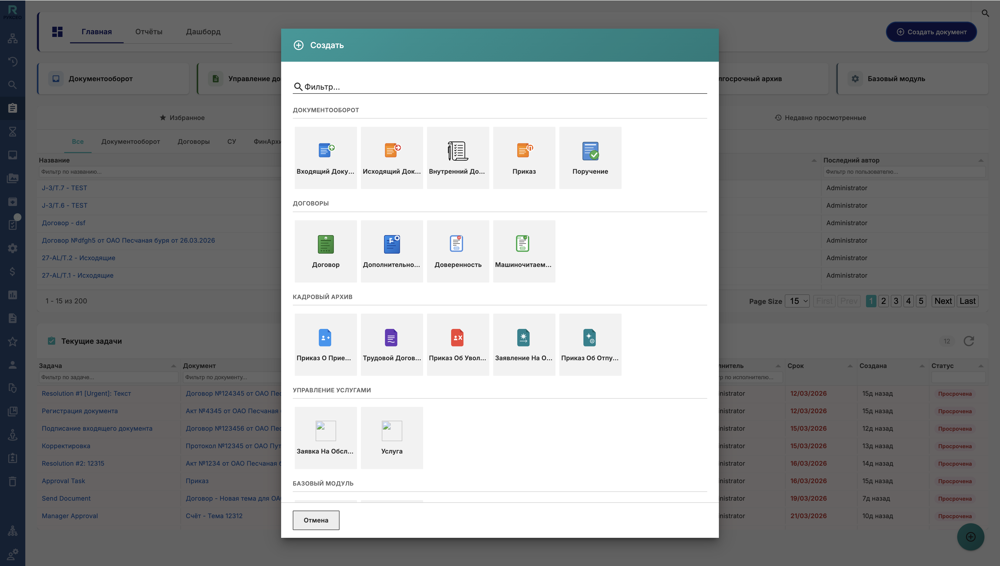 РУКСЕО
Главная
Отчёты
Дашборд
Создать документ
Документооборот
Управление до
лгосрочный архив
Базовый модуль
Избранное
Недавно просмотренные
Все
Документооборот
Договоры
СУ
ФинАрхи
Название
Последний автор
Фильтр по названию...
Фильтр по пользователю...
J-3/T.7 - TEST
Administrator
J-3/T.6 - TEST
Administrator
Договор - dsf
Administrator
Договор №dfgh5 от ОАО Песчаная буря от 26.03.2026
Administrator
27-AL/T.2 - Исходящие
Administrator
27-AL/T.1 - Исходящие
Administrator
1 - 15 из 200
Page Size 15 First Prev 1 2 3 4 5 Next Last
Текущие задачи
12
Задача
Документ
лнитель
Срок
Создана
Статус
Фильтр по задаче...
Фильтр по документу...
р по исполнителю...
Resolution #1 [Urgent]: Текст
Договор №124345 от ОАО Пес
inistrator
12/03/2026
15д назад
Просрочена
Регистрация документа
Акт №4345 от ОАО Песчаная
inistrator
12/03/2026
15д назад
Просрочена
Подписание входящего документа
Договор №123456 от ОАО Пес
inistrator
15/03/2026
12д назад
Просрочена
Корректировка
Протокол №12345 от ОАО Пут
inistrator
15/03/2026
13д назад
Просрочена
Resolution #2: 12315
Акт №1234 от ОАО Песчаная б
inistrator
16/03/2026
14д назад
Просрочена
Approval Task
Приказ
inistrator
16/03/2026
15д назад
Просрочена
Send Document
Договор - Новая тема для ОА
inistrator
19/03/2026
7д назад
Просрочена
Manager Approval
Счёт - Тема 12312
inistrator
21/03/2026
10д назад
Просрочена
Создать
Фильтр...
ДОКУМЕНТООБОРОТ
Входящий Доку...
Исходящий Док...
Внутренний До...
Приказ
Поручение
ДОГОВОРЫ
Договор
Дополнительно...
Доверенность
Машиночитаем...
КАДРОВЫЙ АРХИВ
Приказ О Прие...
Трудовой Догов...
Приказ Об Увол...
Заявление На О...
Приказ Об Отпу...
УПРАВЛЕНИЕ УСЛУГАМИ
Заявка На Обсл...
Услуга
БАЗОВЫЙ МОДУЛЬ
Отмена